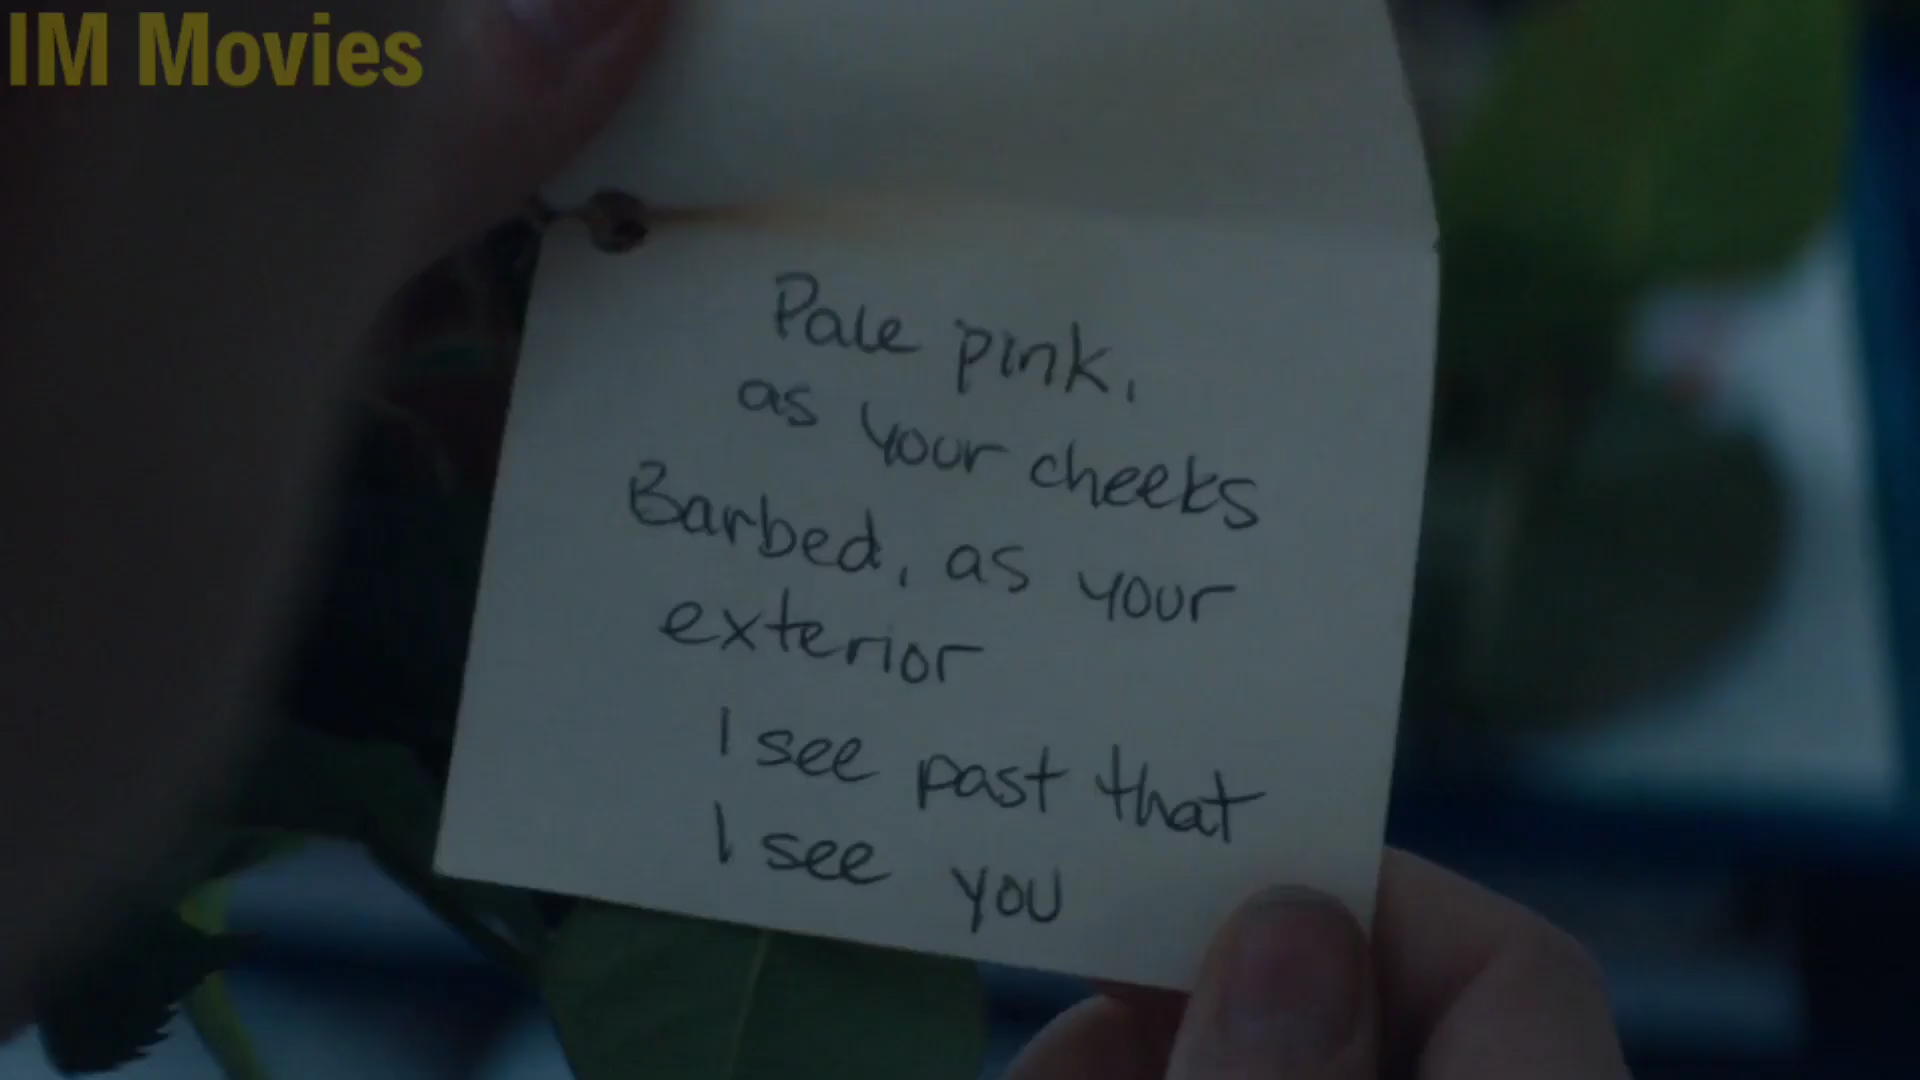 IM Movies
Pale pink,
as your cheeks
Barbed, as your
exterior
I see past that
I see you